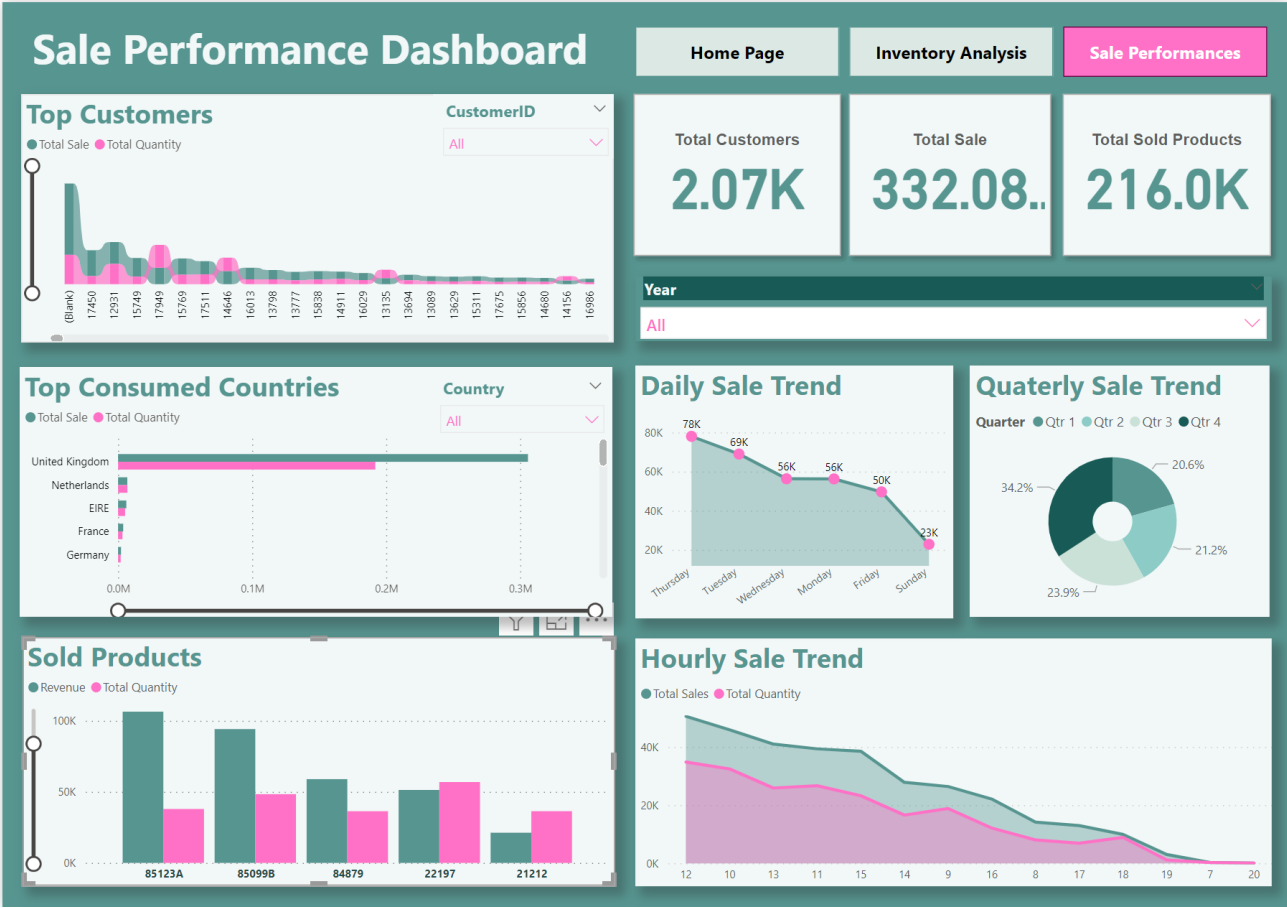 Sale Performance Dashboard
Home Page
Inventory Analysis
Sale Performances
Top Customers
CustomerID
Total Sale Total Quantity
All
(Blank) 17450 12931 15749 17949 15769 17511 14646 16013 13798 13777 15838 14911 16029 13135 13694 13089 13629 15311 17675 15856 14680 14156 16986
Total Customers
2.07K
Total Sale
332.08..
Total Sold Products
216.0K
Year
All
Top Consumed Countries
Country
Total Sale Total Quantity
All
United Kingdom
Netherlands
EIRE
France
Germany
0.0M 0.1M 0.2M 0.3M
Daily Sale Trend
80K
60K
40K
20K
78K
69K
56K
56K
50K
23K
Thursday Tuesday Wednesday Monday Friday Sunday
Quaterly Sale Trend
Quarter Qtr 1 Qtr 2 Qtr 3 Qtr 4
20.6%
34.2%
21.2%
23.9%
Sold Products
Revenue Total Quantity
100K
50K
0K
85123A 85099B 84879 22197 21212
Hourly Sale Trend
Total Sales Total Quantity
40K
20K
0K
12 10 13 11 15 14 9 16 8 17 18 19 7 20